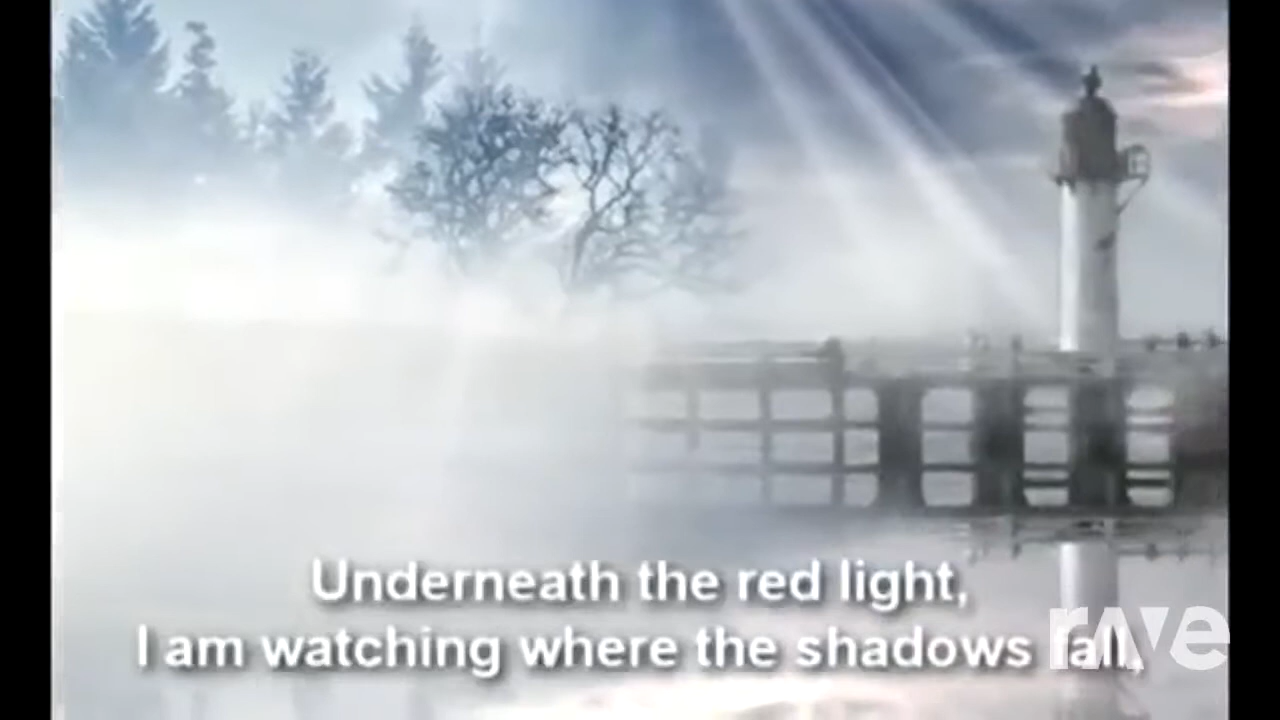 Underneath the red light,
I am watching where the shadows fall,
rave